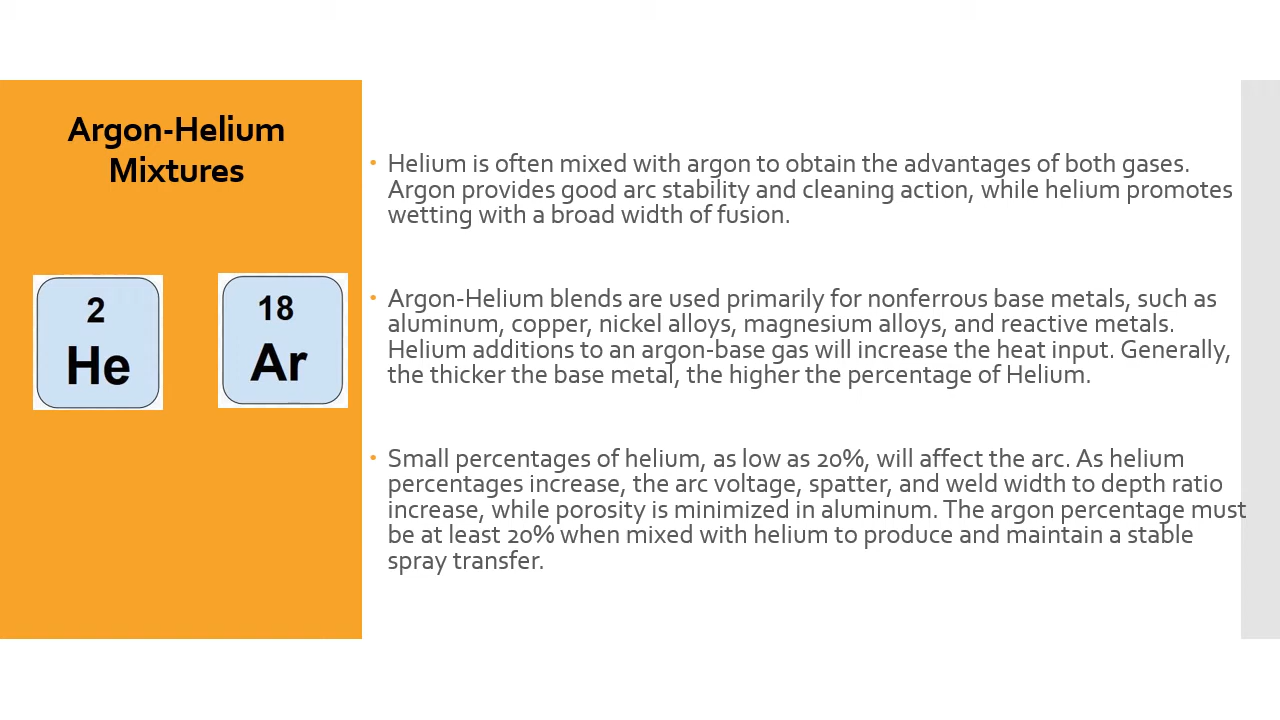 Argon-Helium
Mixtures
2
He
18
Ar
• Helium is often mixed with argon to obtain the advantages of both gases.
Argon provides good arc stability and cleaning action, while helium promotes
wetting with a broad width of fusion.
• Argon-Helium blends are used primarily for nonferrous base metals, such as
aluminum, copper, nickel alloys, magnesium alloys, and reactive metals.
Helium additions to an argon-base gas will increase the heat input. Generally,
the thicker the base metal, the higher the percentage of Helium.
• Small percentages of helium, as low as 20%, will affect the arc. As helium
percentages increase, the arc voltage, spatter, and weld width to depth ratio
increase, while porosity is minimized in aluminum. The argon percentage must
be at least 20% when mixed with helium to produce and maintain a stable
spray transfer.